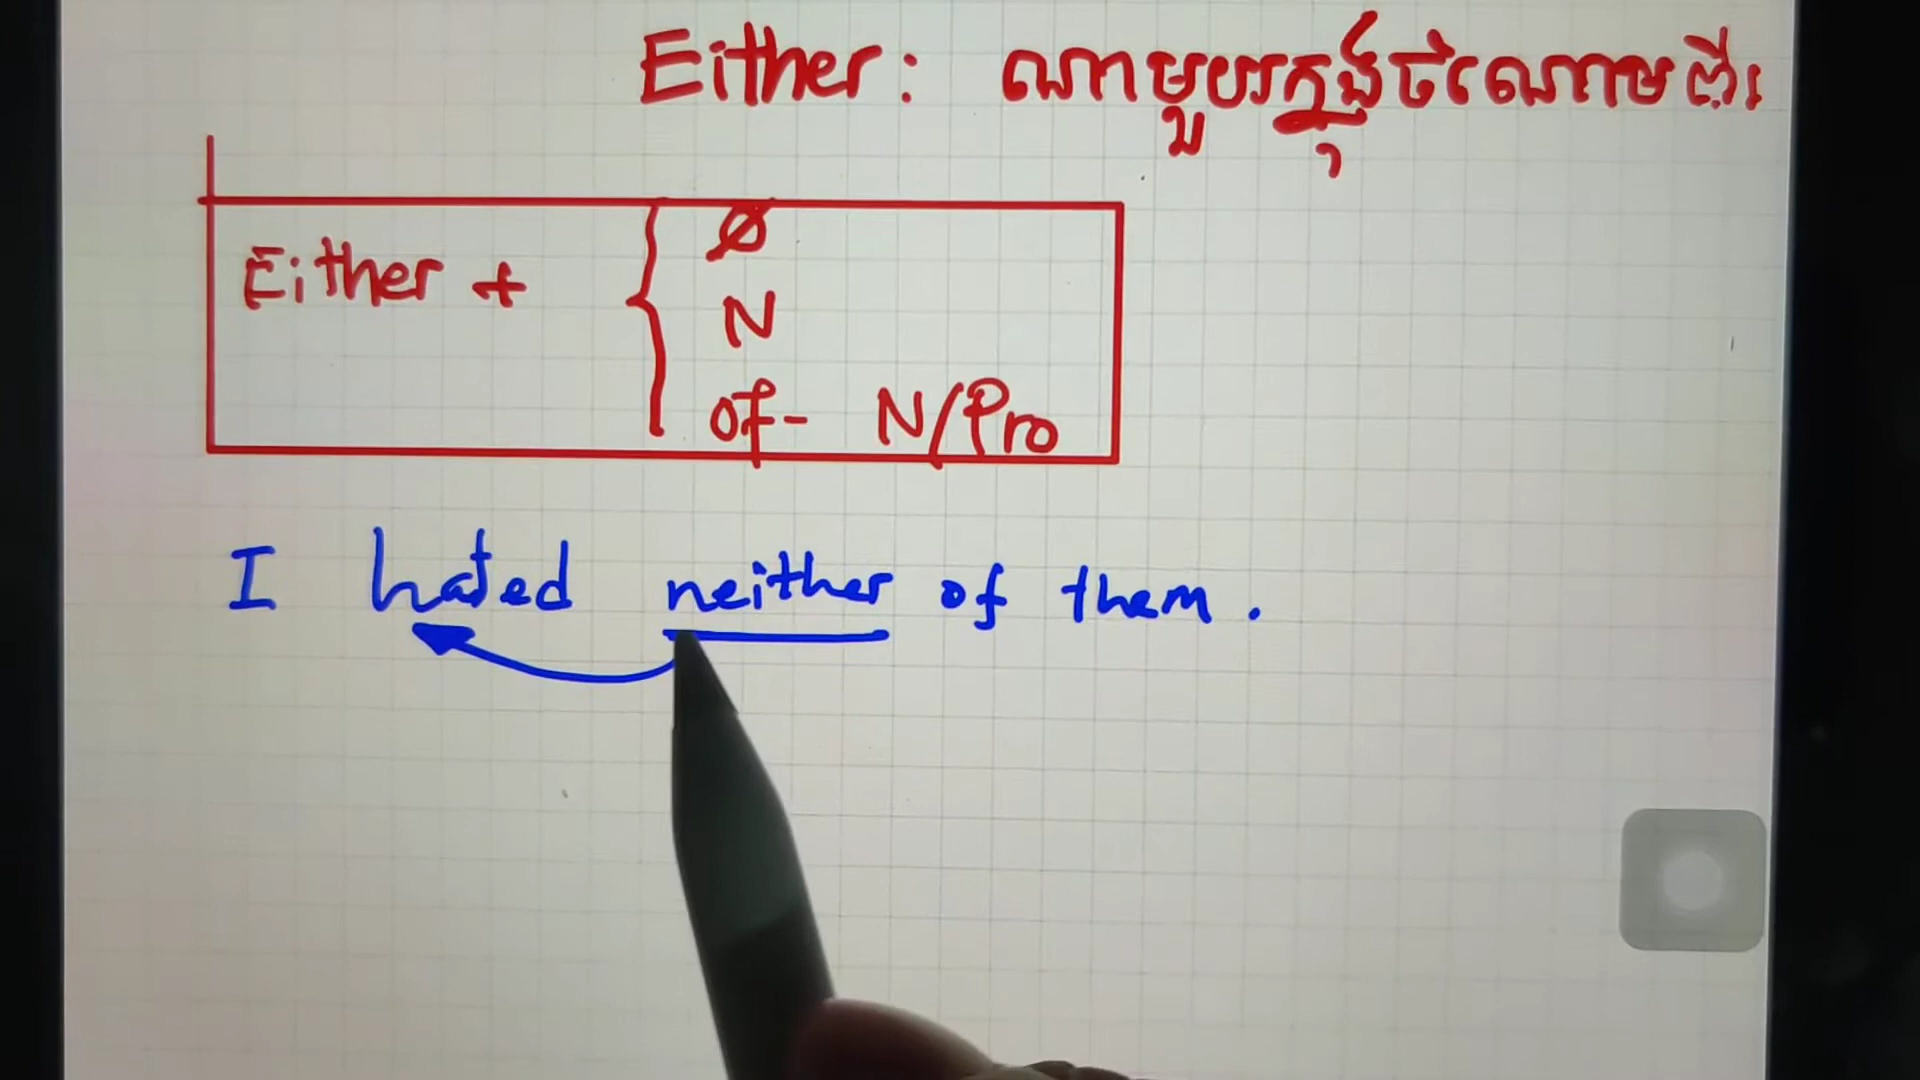 Either : ណាមួយក្នុងចំណោមពីរ
Either + { Ø
N
of- N/Pro
I hated neither of them .